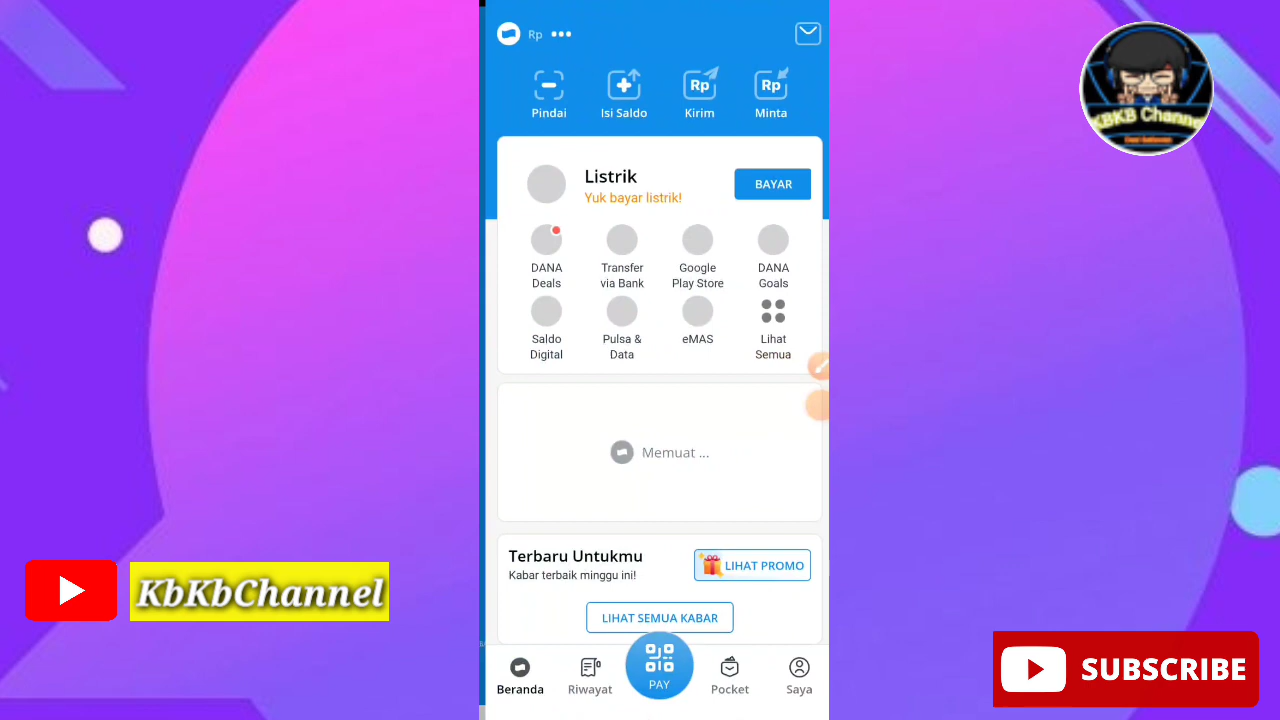 Rp
Pindai
Isi Saldo
Rp
Kirim
Rp
Minta
Listrik
Yuk bayar listrik!
BAYAR
DANA
Deals
Transfer
via Bank
Google
Play Store
DANA
Goals
Saldo
Digital
Pulsa &
Data
eMAS
Lihat
Semua
Memuat ...
Terbaru Untukmu
Kabar terbaik minggu ini!
LIHAT PROMO
LIHAT SEMUA KABAR
Beranda
Riwayat
PAY
Pocket
Saya
KbKbChannel
KBKB Channel
SUBSCRIBE